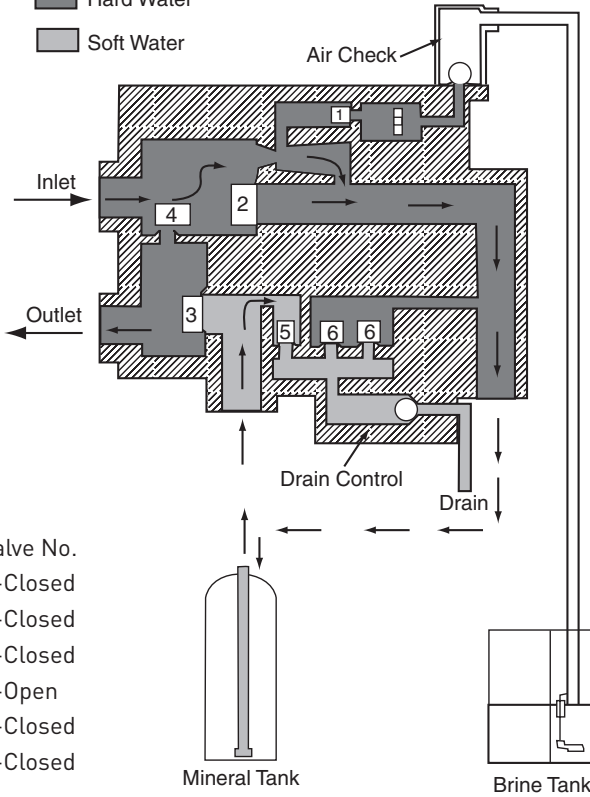 Hard Water
Soft Water
Air Check
1
Inlet
4
2
Outlet
3
5
6
6
Drain Control
Drain
Valve No.
-Closed
-Closed
-Closed
-Open
-Closed
-Closed
Mineral Tank
Brine Tank